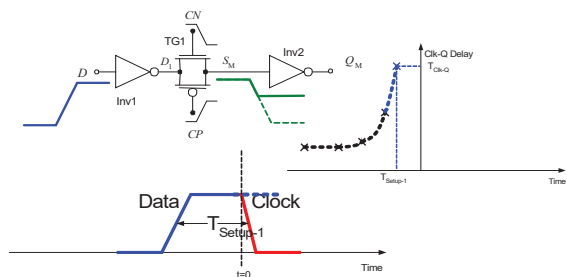 CN
TG1
Clk-Q Delay
D
D1
SM
QM
TClk-Q
Inv1
Inv2
CP
TSetup-1
Time
Data
Clock
TSetup-1
t=0
Time